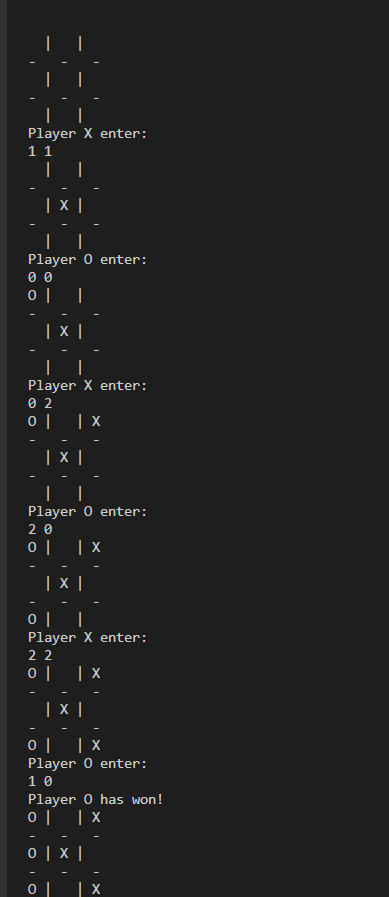 |   |
-   -   -
  |   |
-   -   -
  |   |
Player X enter:
1 1
  |   |
-   -   -
  | X |
-   -   -
  |   |
Player O enter:
0 0
O |   |
-   -   -
  | X |
-   -   -
  |   |
Player X enter:
0 2
O |   | X
-   -   -
  | X |
-   -   -
  |   |
Player O enter:
2 0
O |   | X
-   -   -
  | X |
-   -   -
O |   |
Player X enter:
2 2
O |   | X
-   -   -
  | X |
-   -   -
O |   | X
Player O enter:
1 0
Player O has won!
O |   | X
-   -   -
O | X |
-   -   -
O |   | X